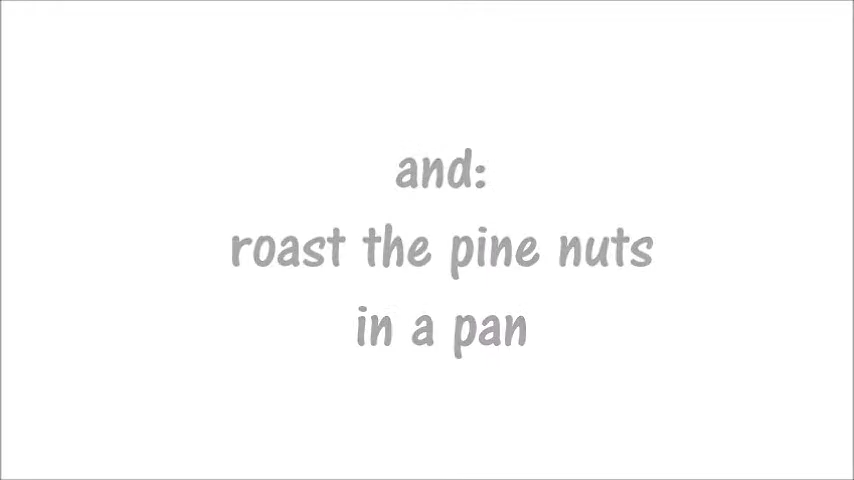 and:
roast the pine nuts
in a pan